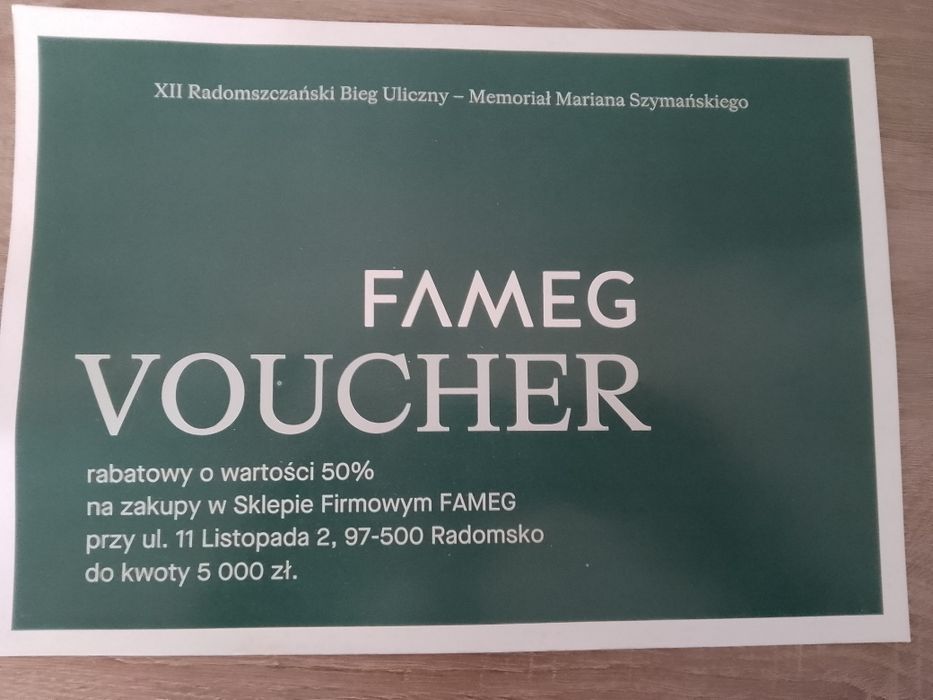 XII Radomszczański Bieg Uliczny – Memoriał Mariana Szymańskiego
FAMEG
VOUCHER
rabatowy o wartości 50%
na zakupy w Sklepie Firmowym FAMEG
przy ul. 11 Listopada 2, 97-500 Radomsko
do kwoty 5 000 zł.